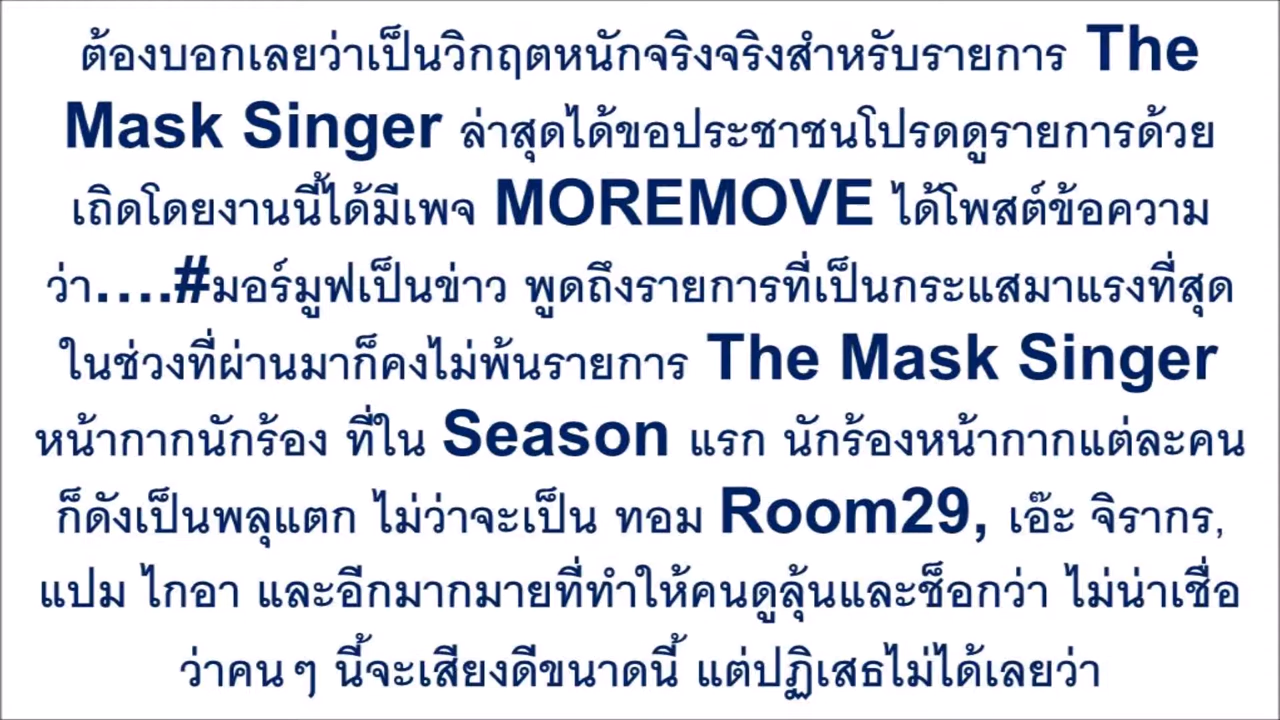 ต้องบอกเลยว่าเป็นวิกฤตหนักจริงจริงสำหรับรายการ The
Mask Singer ล่าสุดได้ขอประชาชนโปรดดูรายการด้วย
เถิดโดยงานนี้ได้มีเพจ MOREMOVE ได้โพสต์ข้อความ
ว่า....#มอร์มูฟเป็นข่าว พูดถึงรายการที่เป็นกระแสมาแรงที่สุด
ในช่วงที่ผ่านมาก็คงไม่พ้นรายการ The Mask Singer
หน้ากากนักร้อง ที่ใน Season แรก นักร้องหน้ากากแต่ละคน
ก็ดังเป็นพลุแตก ไม่ว่าจะเป็น ทอม Room29, เอ๊ะ จิรากร,
แปม ไกอา และอีกมากมายที่ทำให้คนดูลุ้นและช็อกว่า ไม่น่าเชื่อ
ว่าคนๆ นี้จะเสียงดีขนาดนี้ แต่ปฏิเสธไม่ได้เลยว่า